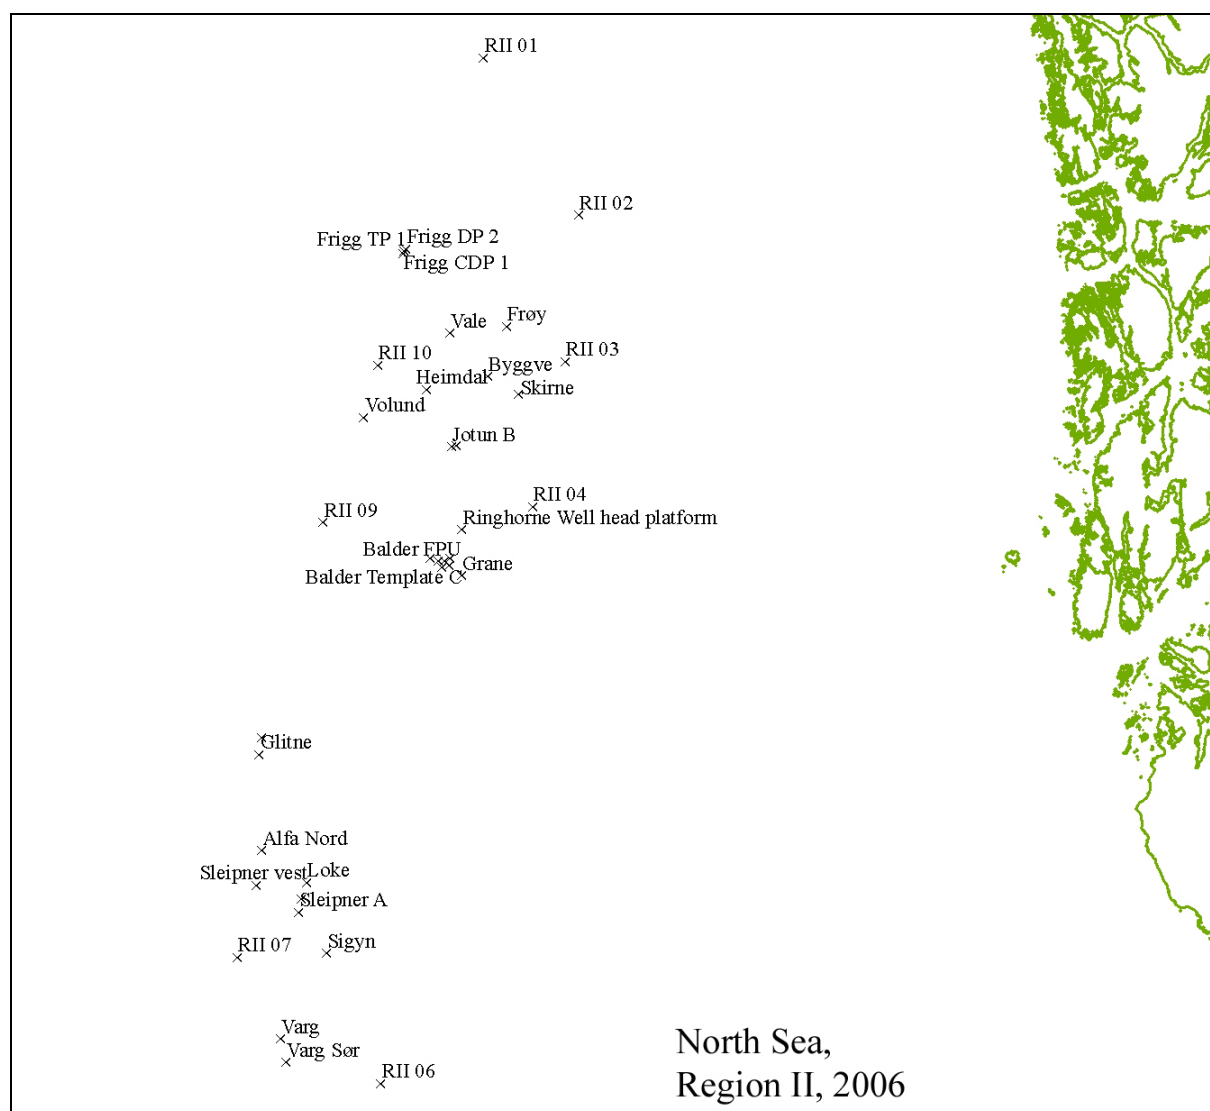 RII 01
RII 02
Frigg TP 1
Frigg DP 2
Frigg CDP 1
Vale
Frøy
RII 03
RII 10
Byggve
Heimdal
Skirne
Volund
Jotun B
RII 04
RII 09
Ringhorne Well head platform
Balder FPU
Grane
Balder Template C
Glitne
Alfa Nord
Sleipner vest
Loke
Sleipner A
RII 07
Sigyn
Varg
Varg Sør
RII 06
North Sea,
Region II, 2006